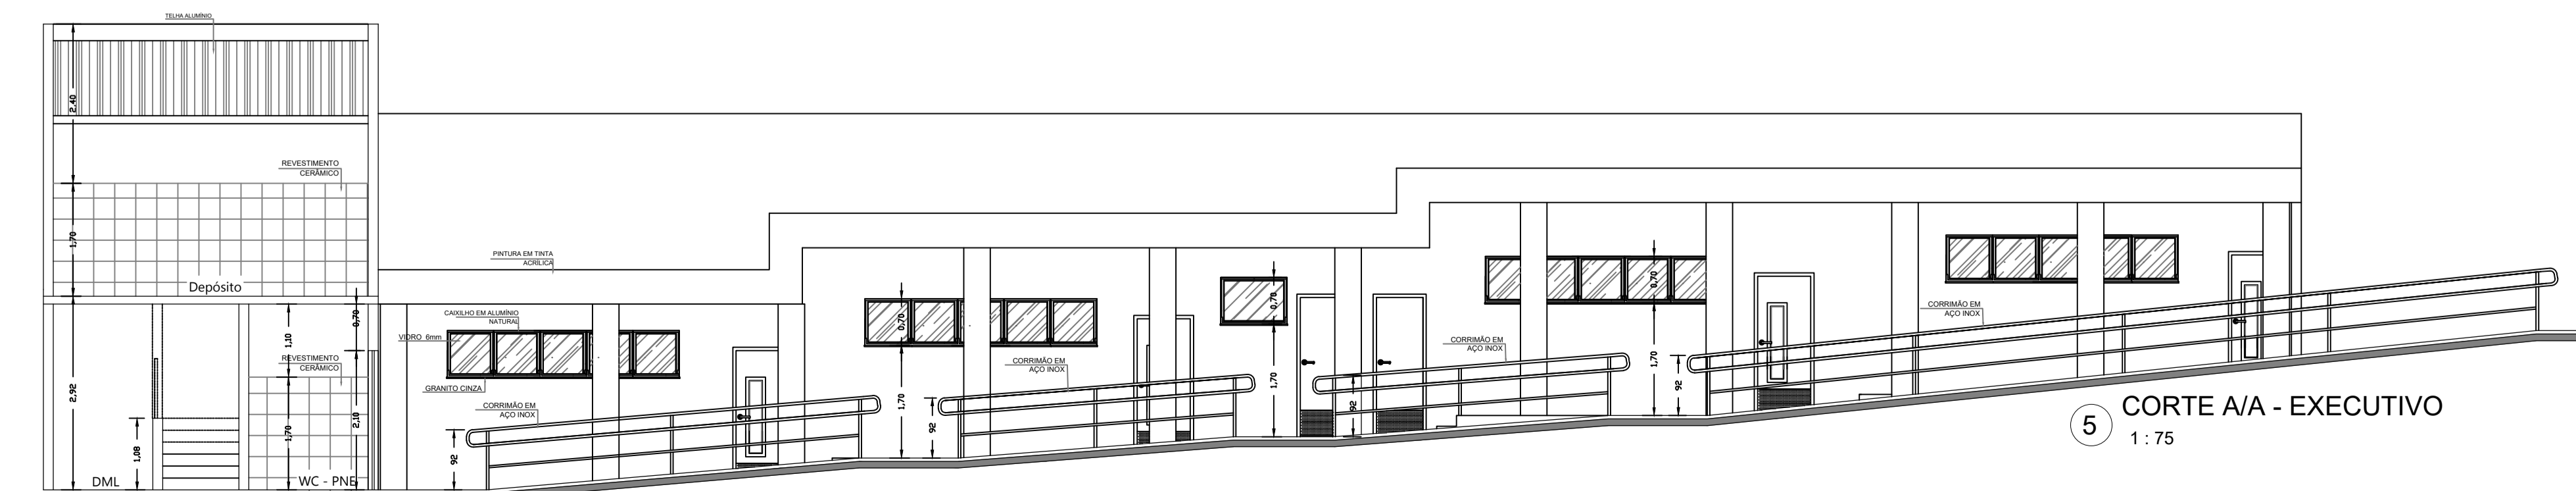 TELHA ALUMÍNIO
2,40
REVESTIMENTO
CERÂMICO
1,70
Depósito
PINTURA EM TINTA
ACRÍLICA
CAIXILHO EM ALUMÍNIO
NATURAL
VIDRO 6mm
GRANITO CINZA
CORRIMÃO EM
AÇO INOX
92
2,92
1,08
DML
1,10
REVESTIMENTO
CERÂMICO
1,70
WC - PNE
0,70
2,10
0,70
1,70
92
CORRIMÃO EM
AÇO INOX
0,70
1,70
92
CORRIMÃO EM
AÇO INOX
0,70
1,70
92
CORRIMÃO EM
AÇO INOX
5
CORTE A/A - EXECUTIVO
1 : 75